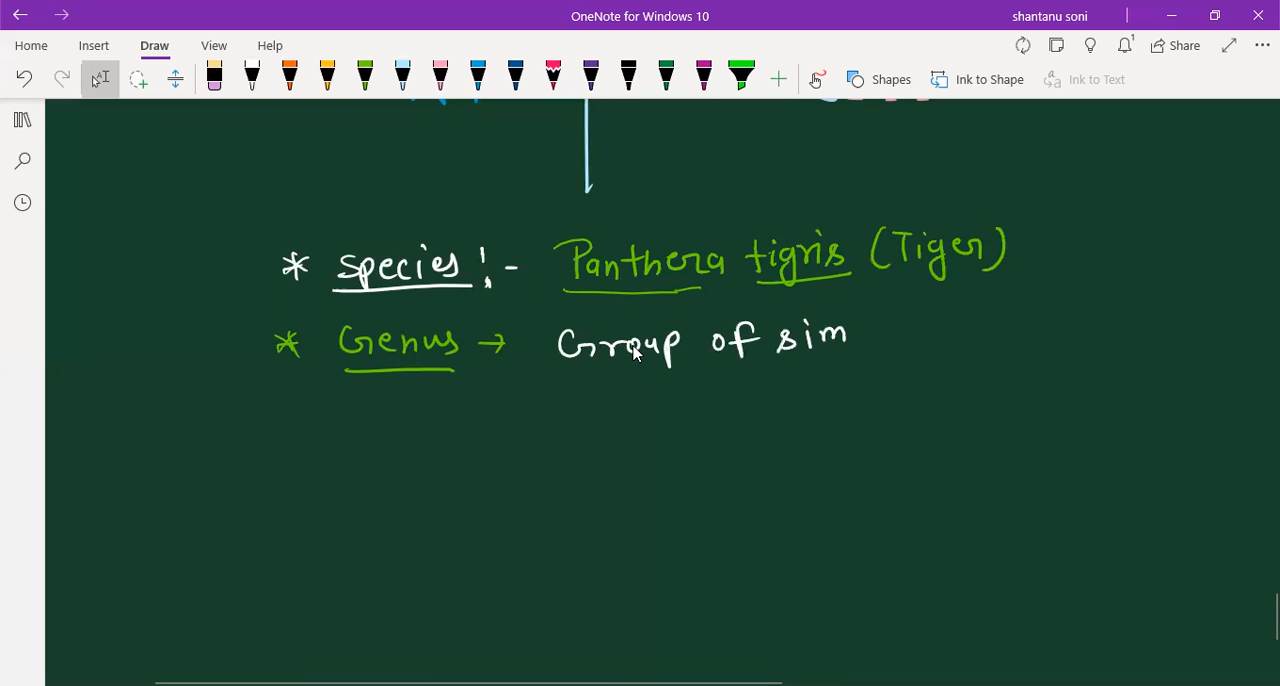 OneNote for Windows 10
shantanu soni
Home Insert Draw View Help
Share
Shapes Ink to Shape Ink to Text
* species :- Panthera tigris (Tiger)
* Genus → Group of sim